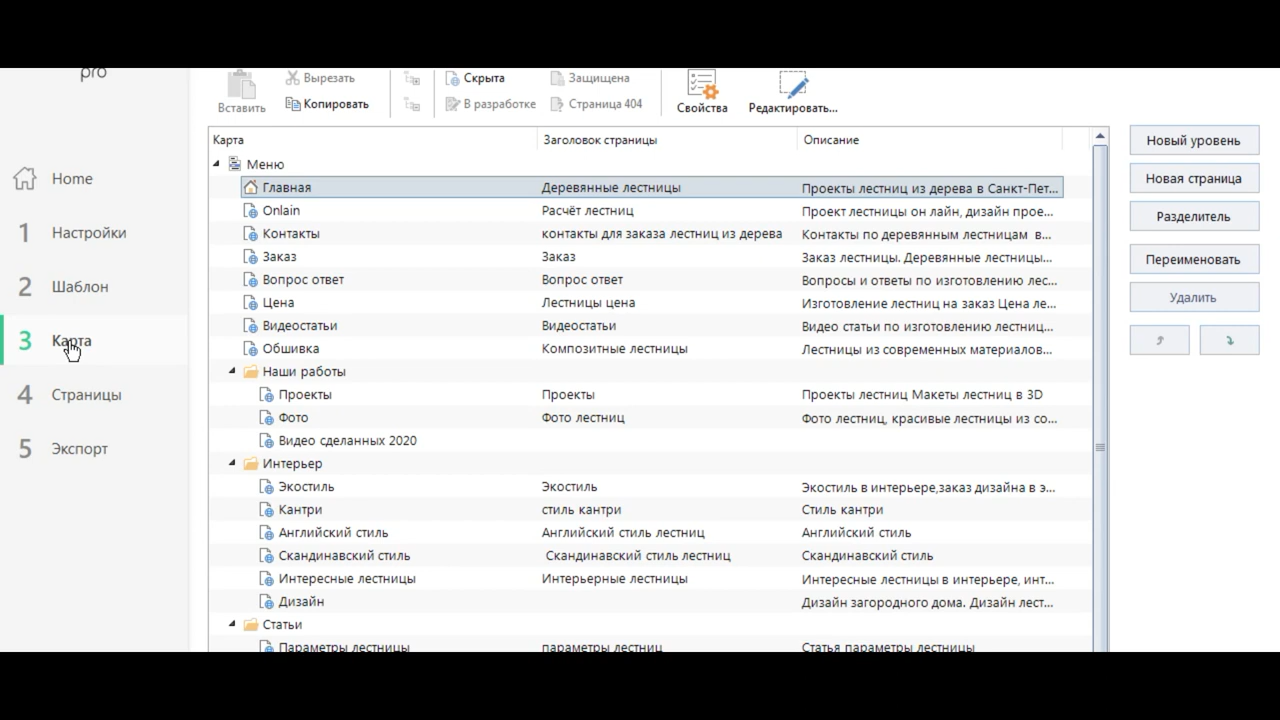 pro
Home
1 Настройки
2 Шаблон
3 Карта
4 Страницы
5 Экспорт
Вставить
Вырезать
Копировать
Скрыта
В разработке
Защищена
Страница 404
Свойства
Редактировать...
Карта Заголовок страницы Описание
Меню
Главная Деревянные лестницы Проекты лестниц из дерева в Санкт-Пет...
Onlain Расчёт лестниц Проект лестницы он лайн, дизайн прое...
Контакты контакты для заказа лестниц из дерева Контакты по деревянным лестницам в...
Заказ Заказ Заказ лестницы. Деревянные лестницы...
Вопрос ответ Вопрос ответ Вопросы и ответы по изготовлению лес...
Цена Лестницы цена Изготовление лестниц на заказ Цена ле...
Видеостатьи Видеостатьи Видео статьи по изготовлению лестниц...
Обшивка Композитные лестницы Лестницы из современных материалов...
Наши работы
Проекты Проекты Проекты лестниц Макеты лестниц в 3D
Фото Фото лестниц Фото лестниц, красивые лестницы из со...
Видео сделанных 2020
Интерьер
Экостиль Экостиль Экостиль в интерьере,заказ дизайна в э...
Кантри стиль кантри Стиль кантри
Английский стиль Английский стиль лестниц Английский стиль
Скандинавский стиль Скандинавский стиль лестниц Скандинавский стиль
Интересные лестницы Интерьерные лестницы Интересные лестницы в интерьере, инт...
Дизайн Дизайн загородного дома. Дизайн лест...
Статьи
Параметры лестницы параметры лестниц Статья параметры лестницы
Новый уровень
Новая страница
Разделитель
Переименовать
Удалить